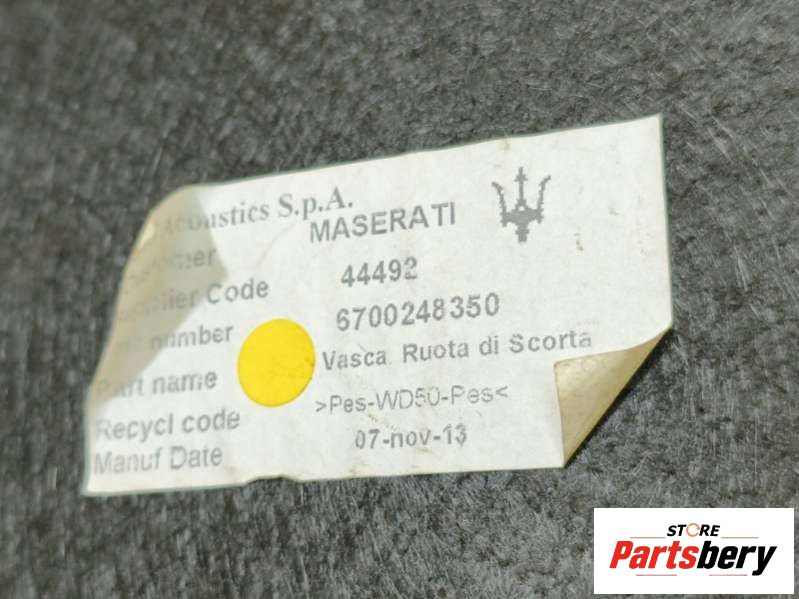 Acoustics S.p.A.
MASERATI
Supplier Code 44492
number 6700248350
Part name Vasca Ruota di Scorta
Recycl code >Pes-WD50-Pes<
Manuf Date 07-nov-13
STORE
Partsbery